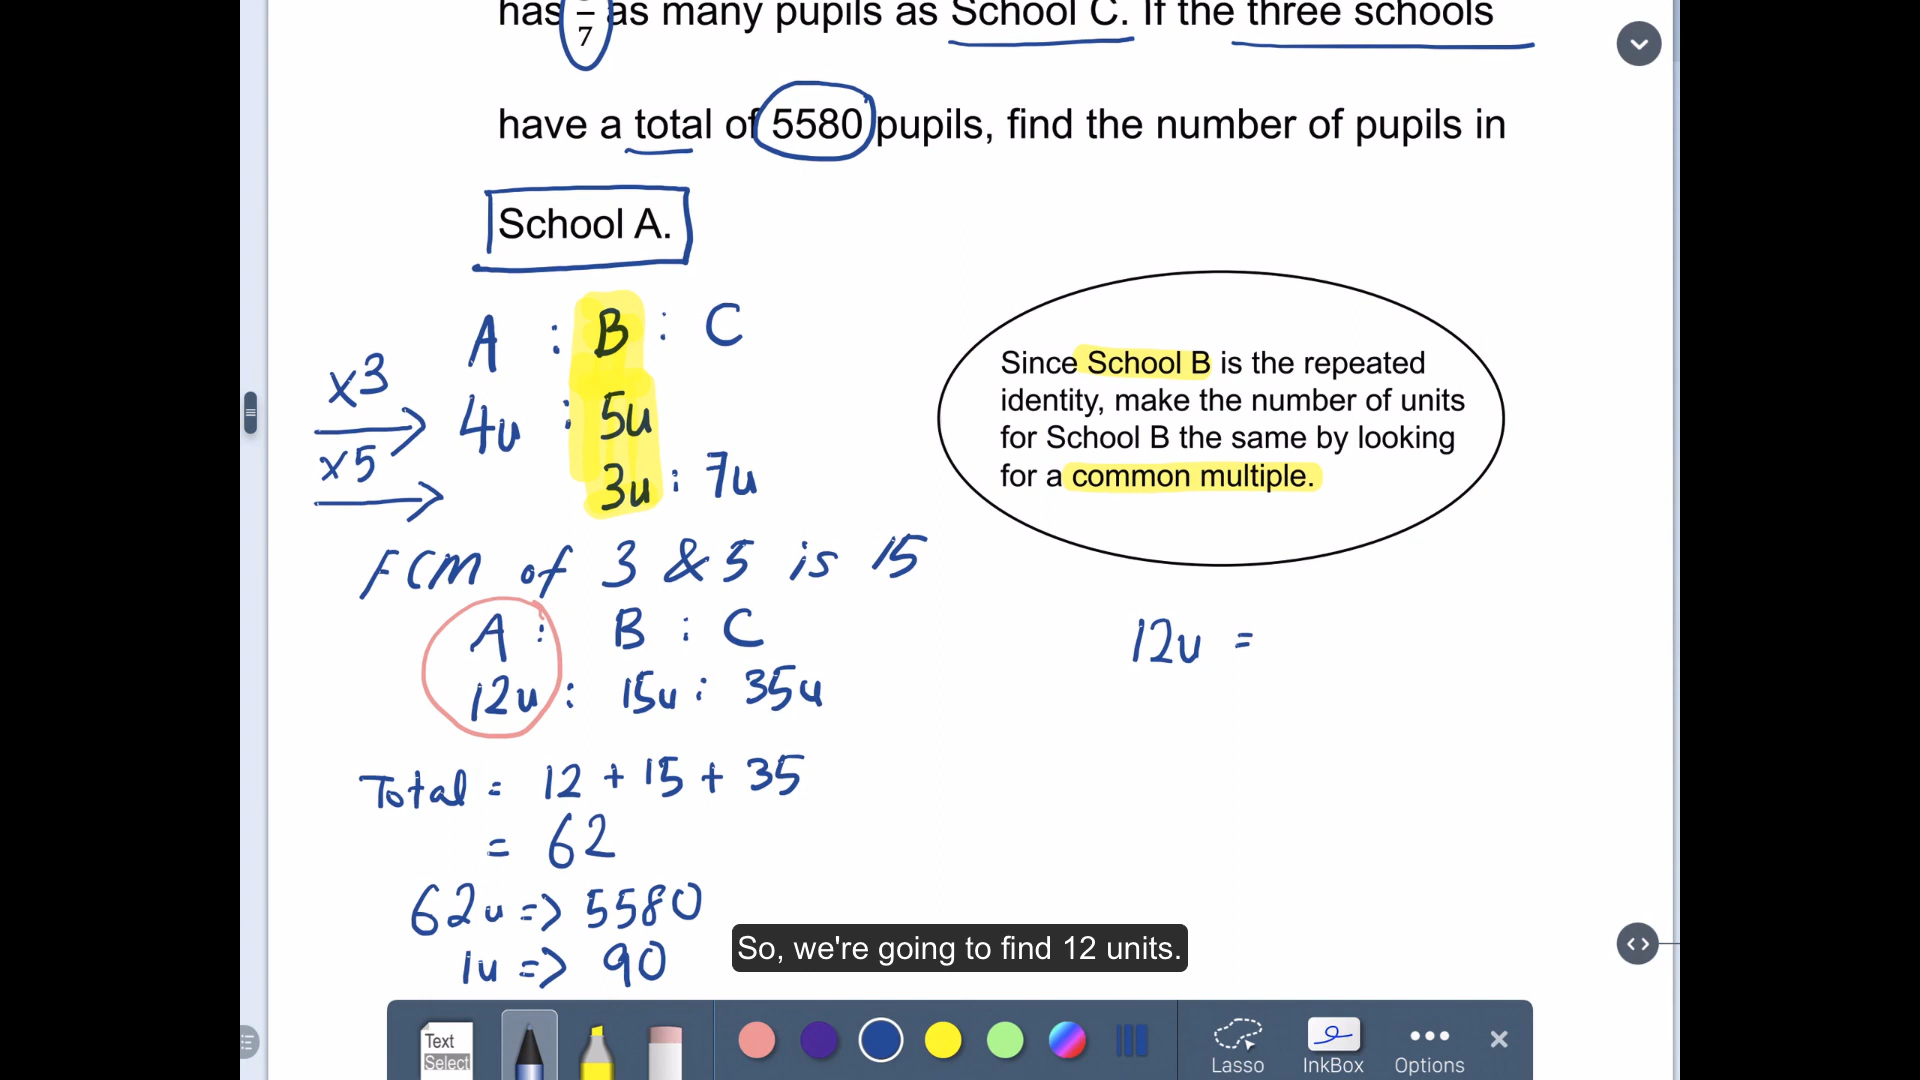 has /7 as many pupils as School C. If the three schools
have a total of 5580 pupils, find the number of pupils in
School A.
A : B : C
x3
4u : 5u
x5
3u : 7u
Since School B is the repeated
identity, make the number of units
for School B the same by looking
for a common multiple.
FCM of 3 & 5 is 15
A : B : C
12u : 15u : 35u
12u =
Total = 12 + 15 + 35
= 62
62u => 5580
1u => 90
So, we're going to find 12 units.
Text
Select
Lasso
InkBox
Options